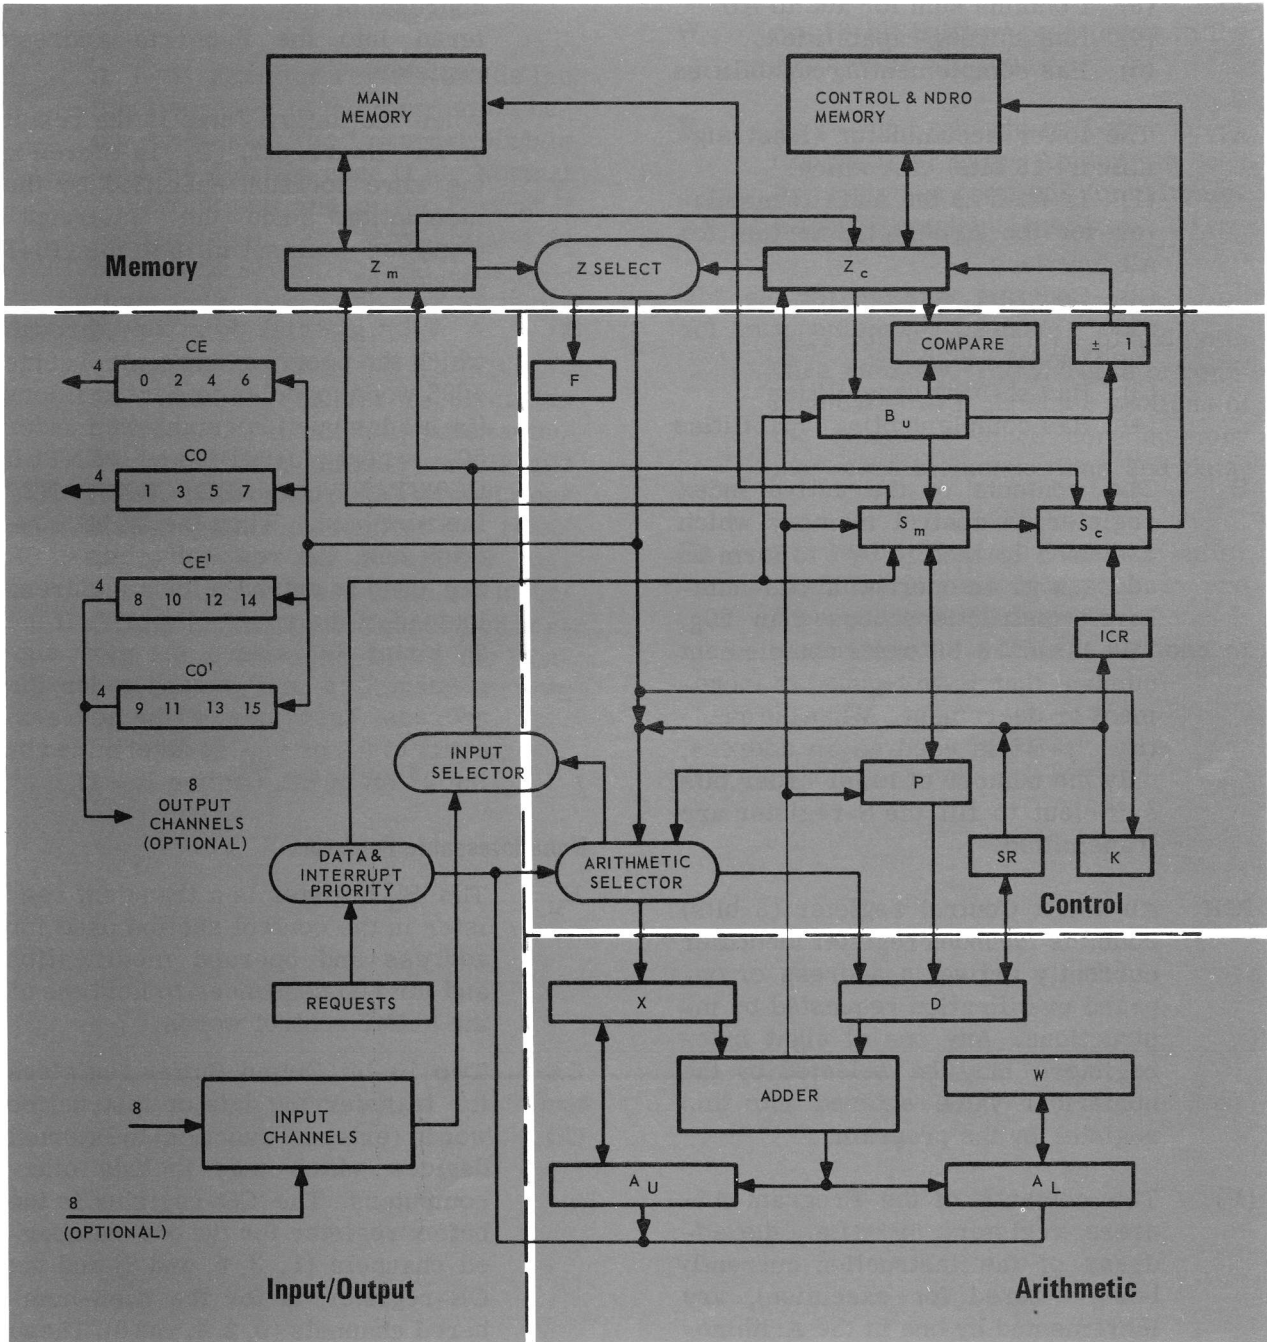 MAIN
MEMORY
CONTROL & NDRO
MEMORY
Memory
Z m
Z SELECT
Z c
CE
4
0 2 4 6
F
COMPARE
± 1
B U
CO
4
1 3 5 7
S m
S c
CE¹
4
8 10 12 14
ICR
CO¹
4
9 11 13 15
INPUT
SELECTOR
P
8
OUTPUT
CHANNELS
(OPTIONAL)
DATA &
INTERRUPT
PRIORITY
ARITHMETIC
SELECTOR
SR
K
Control
REQUESTS
X
D
8
INPUT
CHANNELS
ADDER
W
A U
A L
8
(OPTIONAL)
Input/Output
Arithmetic